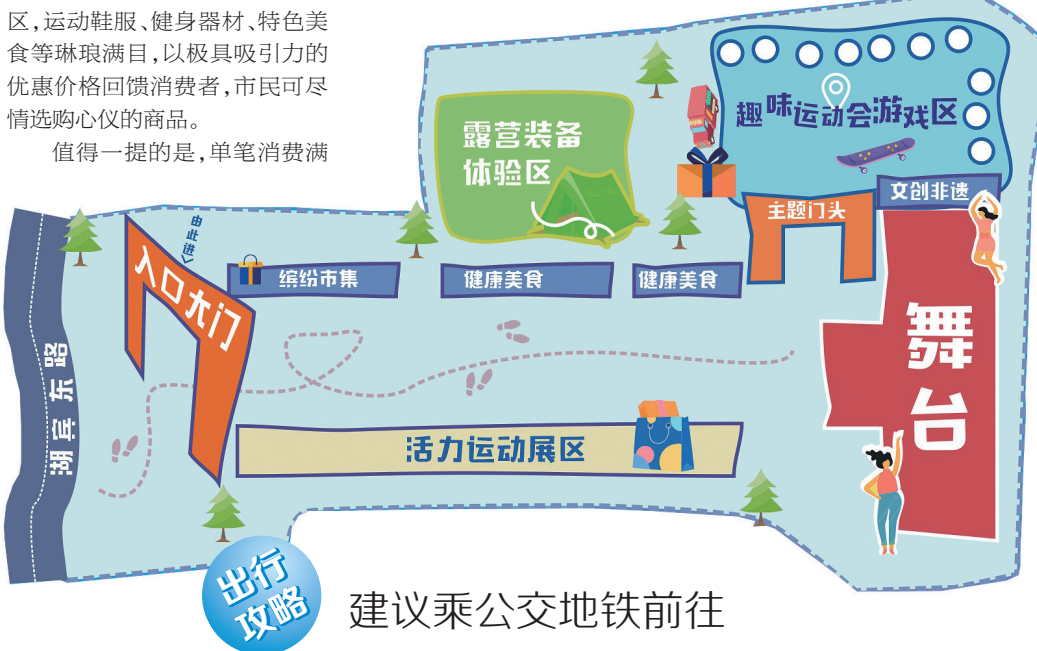 区,运动鞋服、健身器材、特色美
食等琳琅满目,以极具吸引力的
优惠价格回馈消费者,市民可尽
情选购心仪的商品。
值得一提的是,单笔消费满
露营装备
体验区
趣味运动会游戏区
文创非遗
主题门头
由此进
入口大门
缤纷市集
健康美食
健康美食
舞台
湖宾东路
活力运动展区
出行
攻略
建议乘公交地铁前往